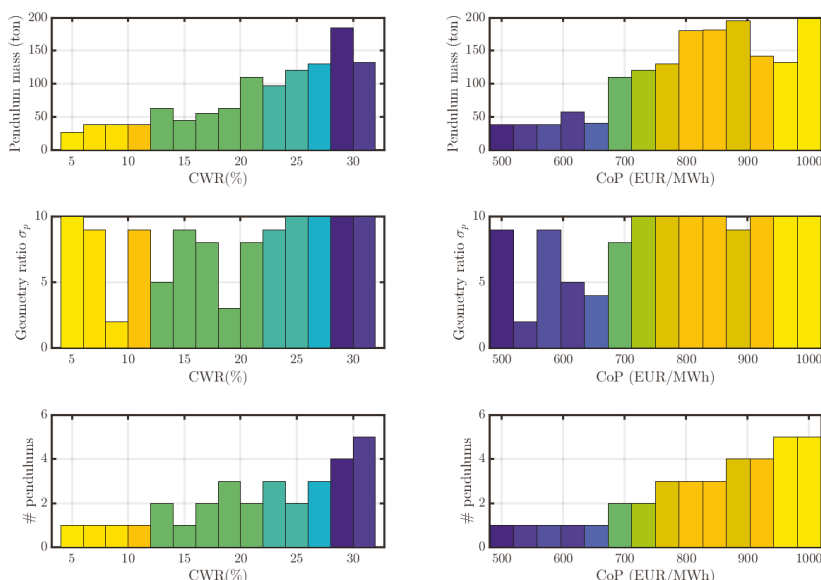 Pendulum mass (ton)
200
150
100
50
0
5 10 15 20 25 30
CWR(%)
Pendulum mass (ton)
200
150
100
50
0
500 600 700 800 900 1000
CoP (EUR/MWh)
Geometry ratio σp
10
5
0
5 10 15 20 25 30
CWR(%)
Geometry ratio σp
10
5
0
500 600 700 800 900 1000
CoP (EUR/MWh)
# pendulums
6
4
2
0
5 10 15 20 25 30
CWR(%)
# pendulums
6
4
2
0
500 600 700 800 900 1000
CoP (EUR/MWh)